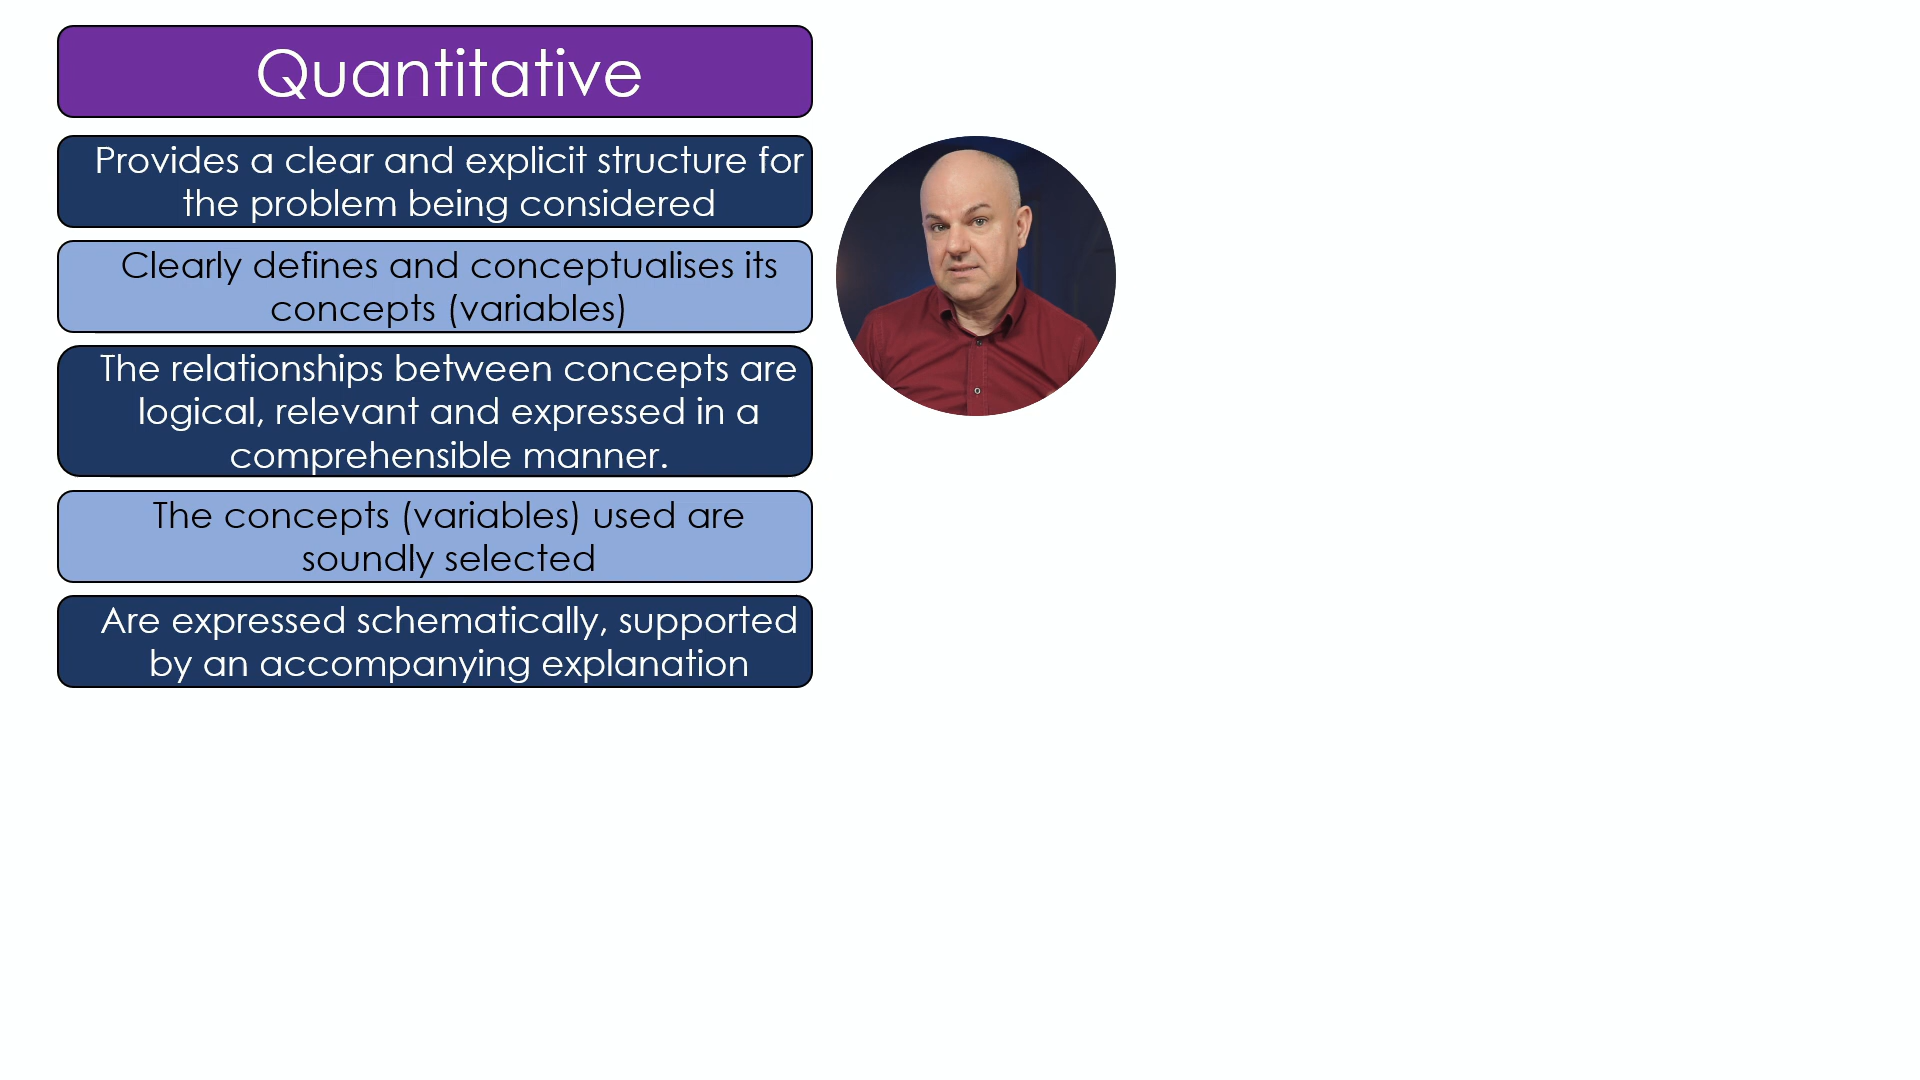 Quantitative
Provides a clear and explicit structure for
the problem being considered
Clearly defines and conceptualises its
concepts (variables)
The relationships between concepts are
logical, relevant and expressed in a
comprehensible manner.
The concepts (variables) used are
soundly selected
Are expressed schematically, supported
by an accompanying explanation